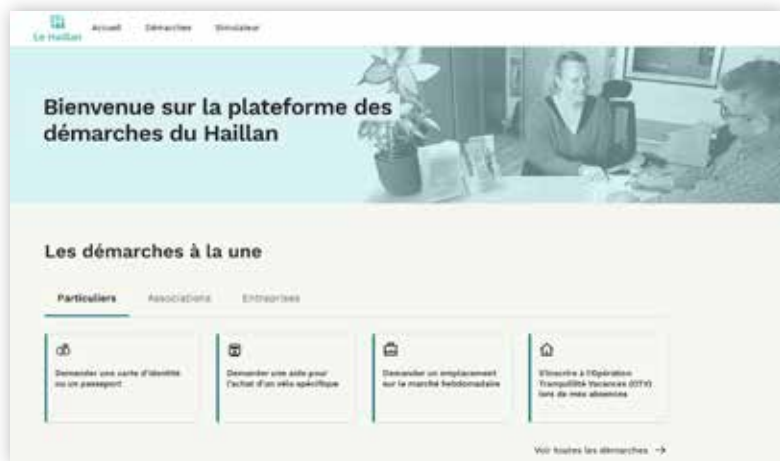 Le Haillan
Accueil Démarches Simulateur
Bienvenue sur la plateforme des
démarches du Haillan
Les démarches à la une
Particuliers Associations Entreprises
Demander une carte d'identité
ou un passeport
Demander une aide pour
l'achat d'un vélo spécifique
Demander un emplacement
sur le marché hebdomadaire
S'inscrire à l'Opération
Tranquillité Vacances (OTV)
lors de mes absences
Voir toutes les démarches →